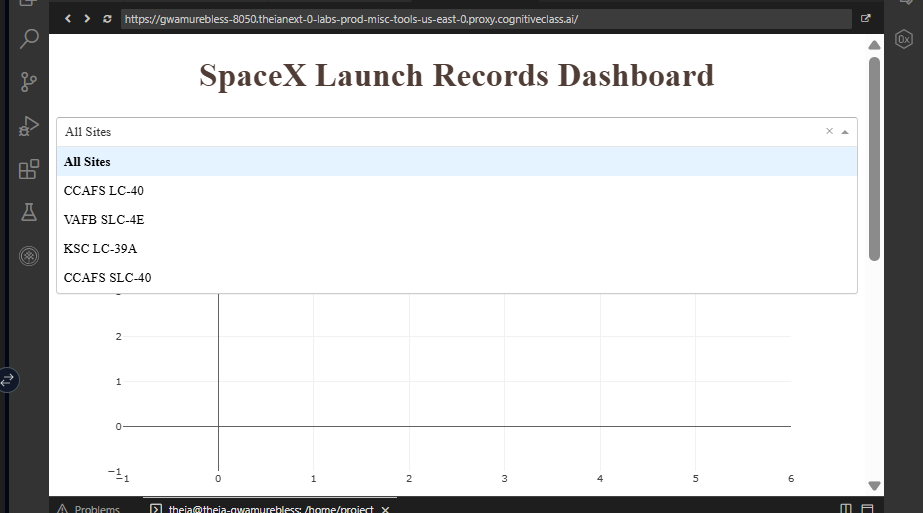 https://gwamurebless-8050.theianext-0-labs-prod-misc-tools-us-east-0.proxy.cognitiveclass.ai/
SpaceX Launch Records Dashboard
All Sites
All Sites
CCAFS LC-40
VAFB SLC-4E
KSC LC-39A
CCAFS SLC-40
2
1
0
−1
−1 0 1 2 3 4 5 6
Problems theia@theia-gwamurebless: /home/project
0x